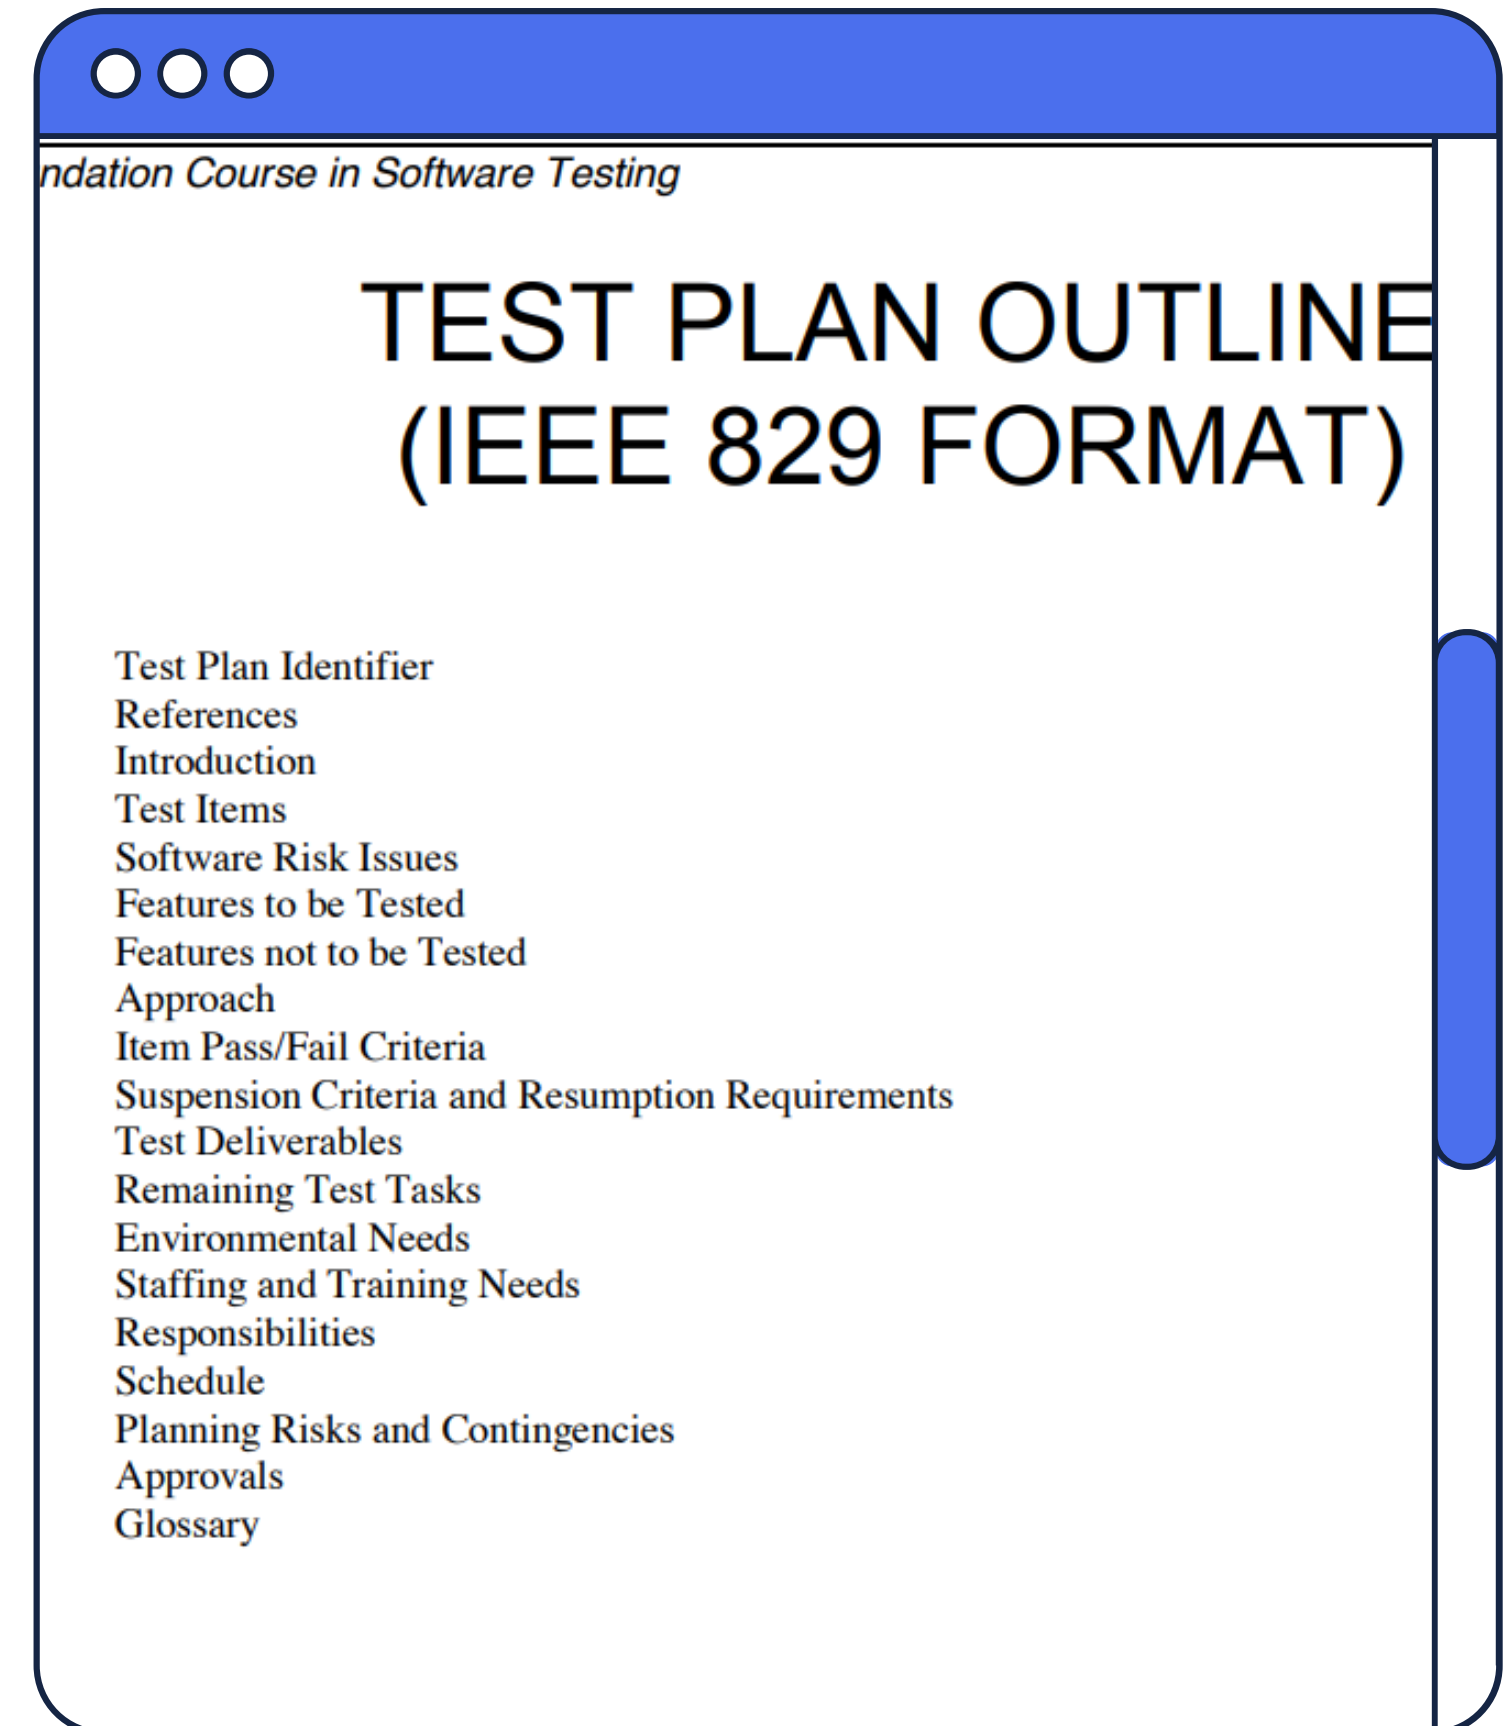 ndation Course in Software Testing
TEST PLAN OUTLINE
(IEEE 829 FORMAT)
Test Plan Identifier
References
Introduction
Test Items
Software Risk Issues
Features to be Tested
Features not to be Tested
Approach
Item Pass/Fail Criteria
Suspension Criteria and Resumption Requirements
Test Deliverables
Remaining Test Tasks
Environmental Needs
Staffing and Training Needs
Responsibilities
Schedule
Planning Risks and Contingencies
Approvals
Glossary